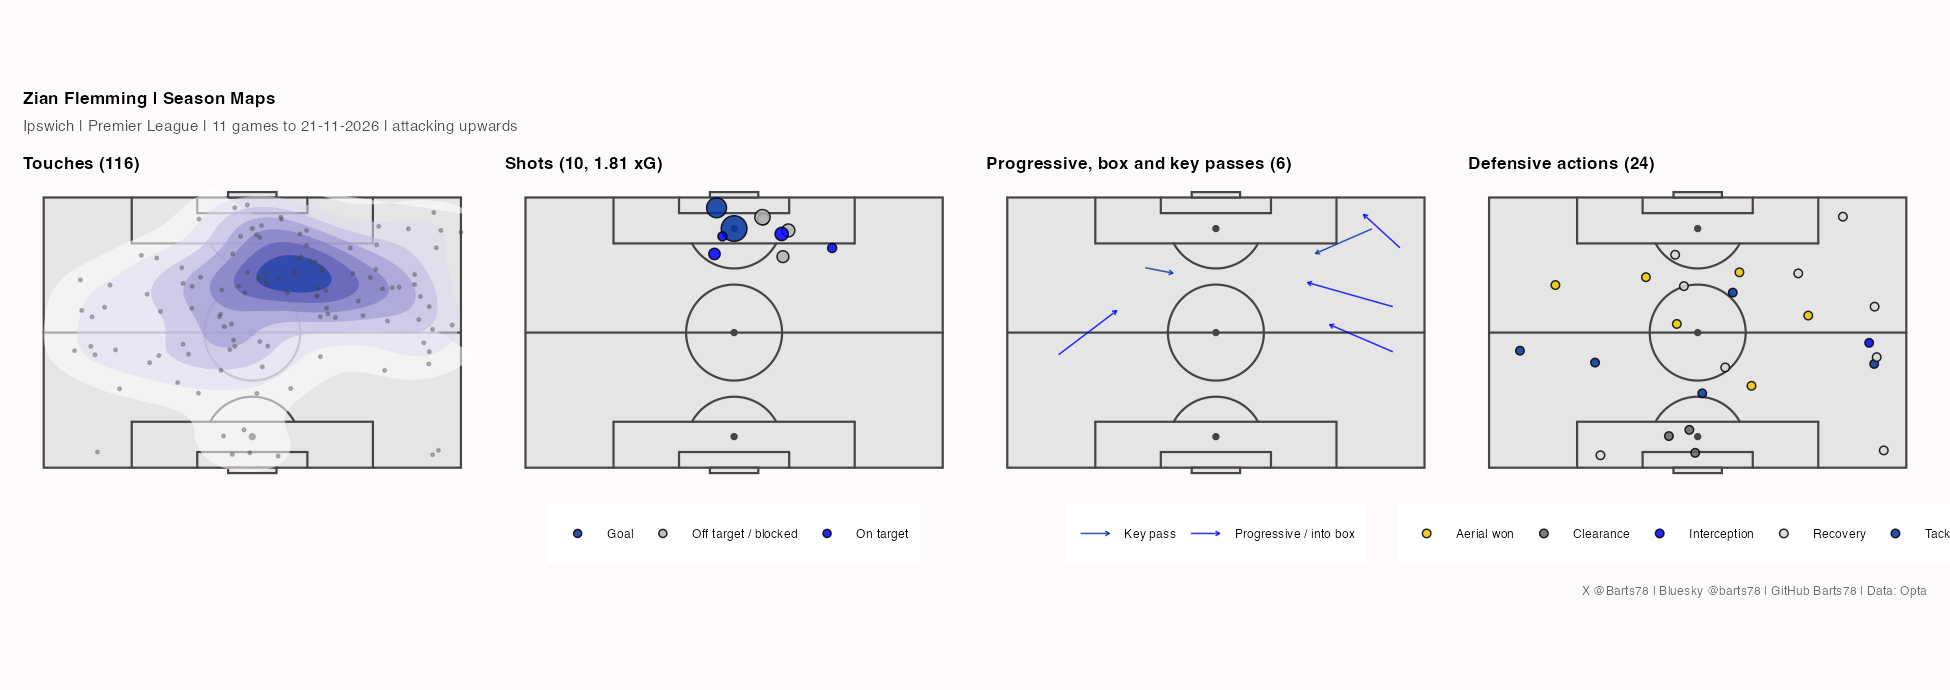 Zian Flemming | Season Maps
Ipswich | Premier League | 11 games to 21-11-2026 | attacking upwards
Touches (116)
Shots (10, 1.81 xG)
Progressive, box and key passes (6)
Defensive actions (24)
Goal
Off target / blocked
On target
Key pass
Progressive / into box
Aerial won
Clearance
Interception
Recovery
Tack
X @Barts78 | Bluesky @barts78 | GitHub Barts78 | Data: Opta